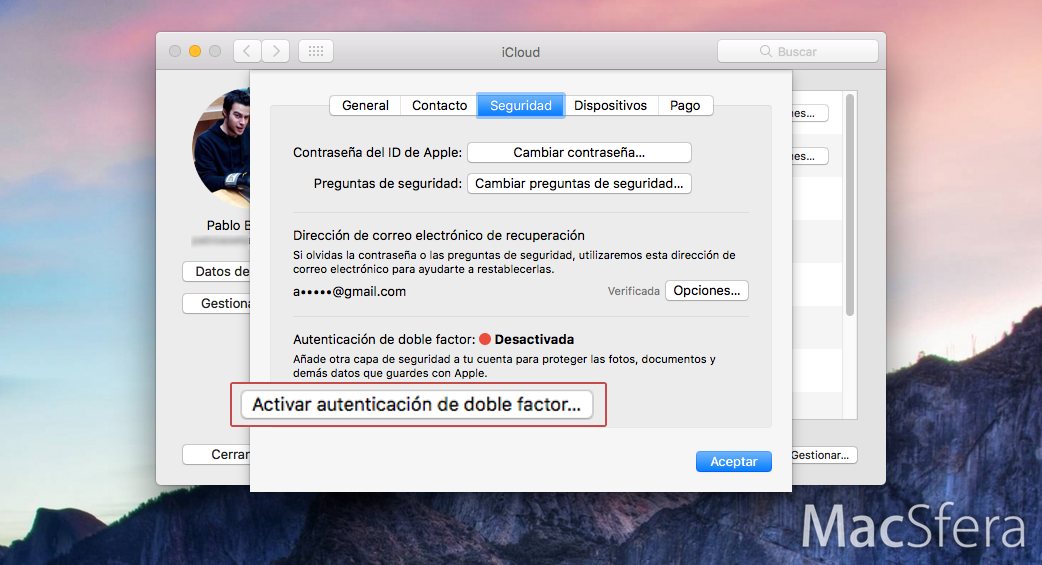 iCloud
Buscar
General
Contacto
Seguridad
Dispositivos
Pago
Contraseña del ID de Apple:
Cambiar contraseña...
Preguntas de seguridad:
Cambiar preguntas de seguridad...
Dirección de correo electrónico de recuperación
Si olvidas la contraseña o las preguntas de seguridad, utilizaremos esta dirección de
correo electrónico para ayudarte a restablecerlas.
a•••••@gmail.com
Verificada
Opciones...
Autenticación de doble factor:
Desactivada
Añade otra capa de seguridad a tu cuenta para proteger las fotos, documentos y
demás datos que guardes con Apple.
Activar autenticación de doble factor...
Aceptar
Pablo B
Datos de
Gestiona
Cerrar
nes...
nes...
Gestionar...
MacSfera